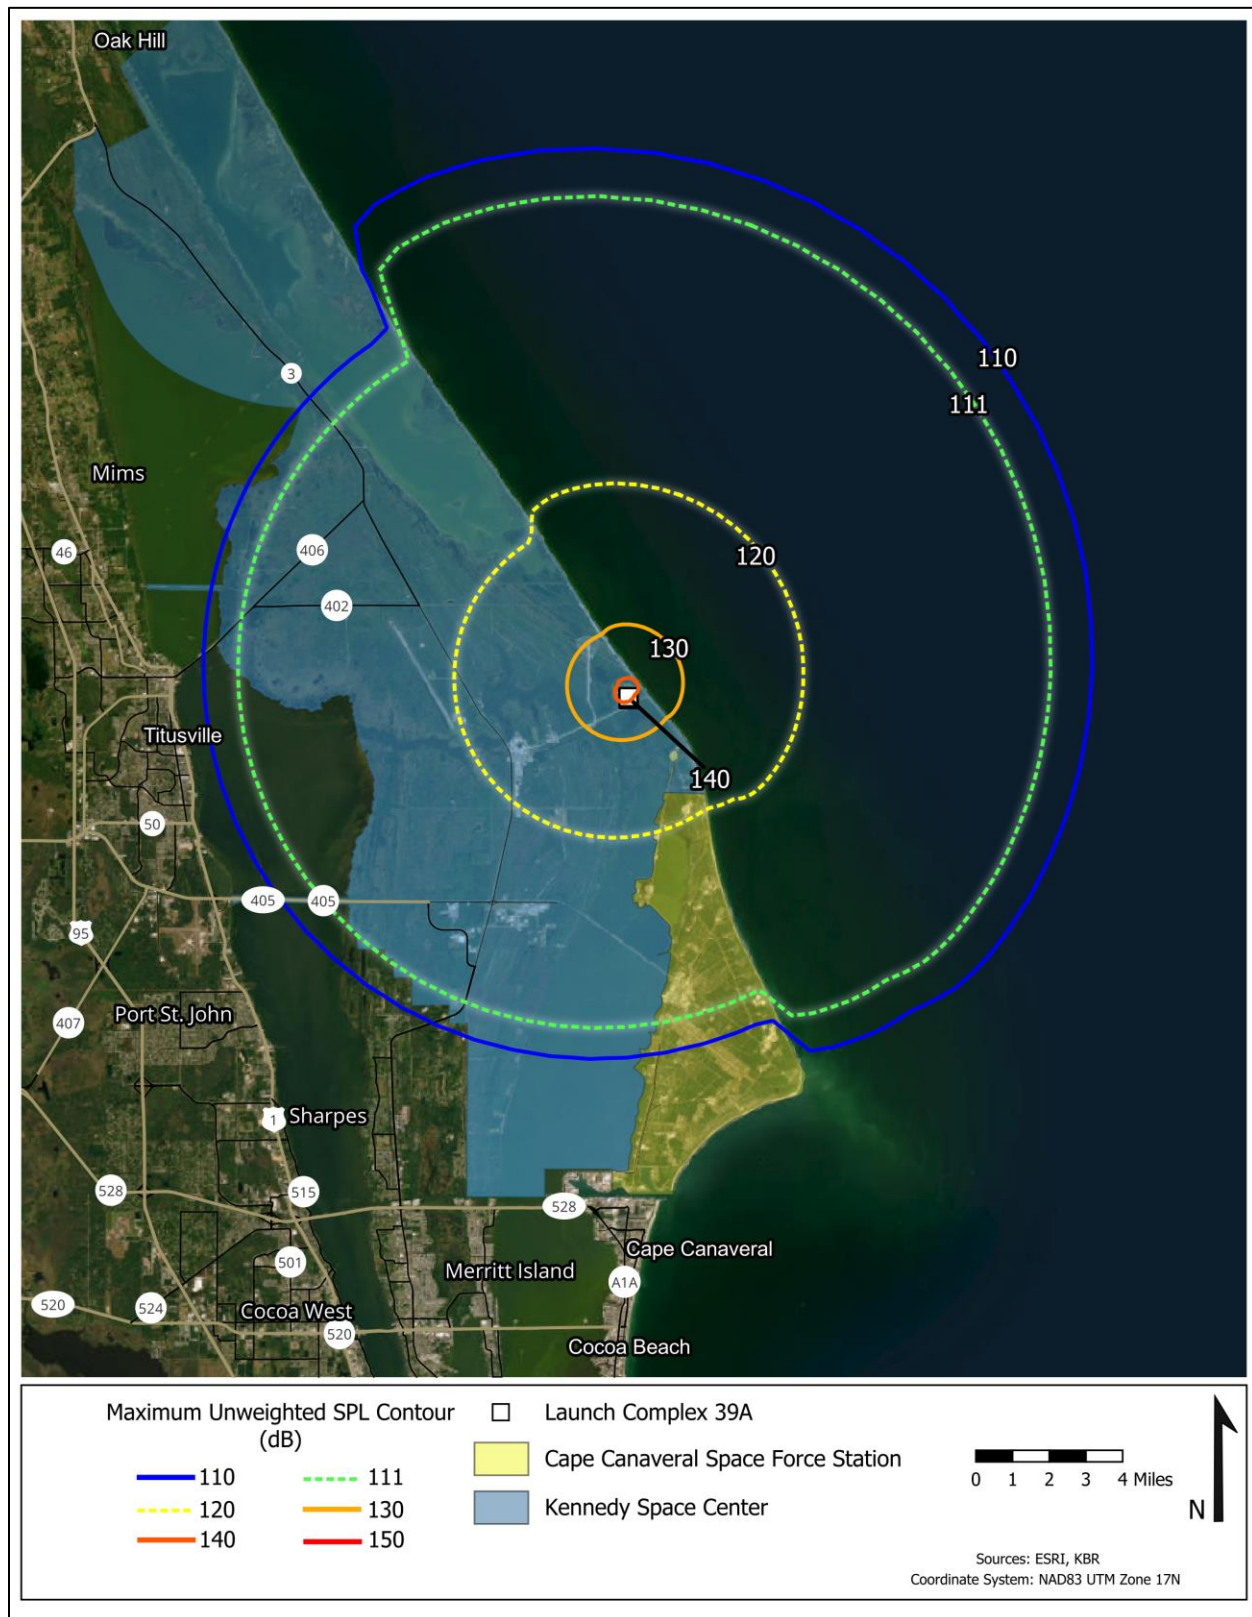 Oak Hill
110
111
3
Mims
46
406
120
402
130
Titusville
140
50
405
405
95
Port St. John
407
1
Sharpes
528
515
528
Cape Canaveral
501
Merritt Island
A1A
520
524
Cocoa West
520
Cocoa Beach
Maximum Unweighted SPL Contour
(dB)
110
111
120
130
140
150
Launch Complex 39A
Cape Canaveral Space Force Station
Kennedy Space Center
0 1 2 3 4 Miles
N
Sources: ESRI, KBR
Coordinate System: NAD83 UTM Zone 17N